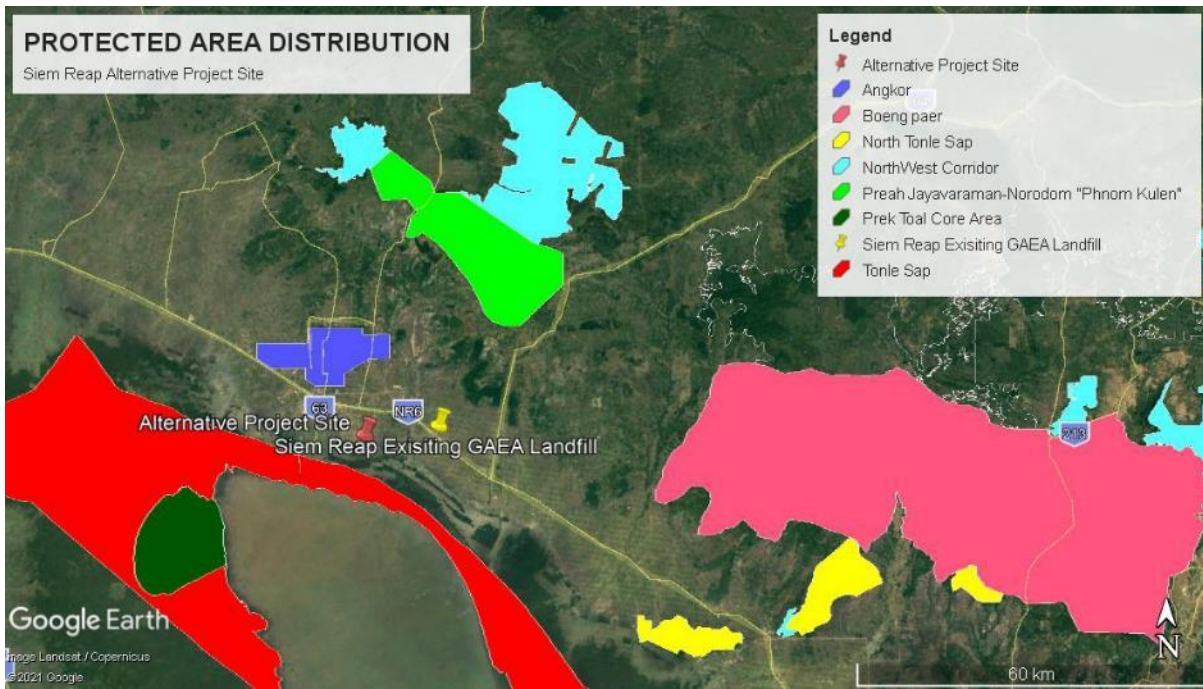 PROTECTED AREA DISTRIBUTION
Siem Reap Alternative Project Site
Legend
Alternative Project Site
Angkor
Boeng paer
North Tonle Sap
NorthWest Corridor
Preah Jayavaraman-Norodom "Phnom Kulen"
Prek Toal Core Area
Siem Reap Exisiting GAEA Landfill
Tonle Sap
63
NR6
Alternative Project Site
Siem Reap Exisiting GAEA Landfill
213
Google Earth
Image Landsat / Copernicus
©2021 Google
60 km
N